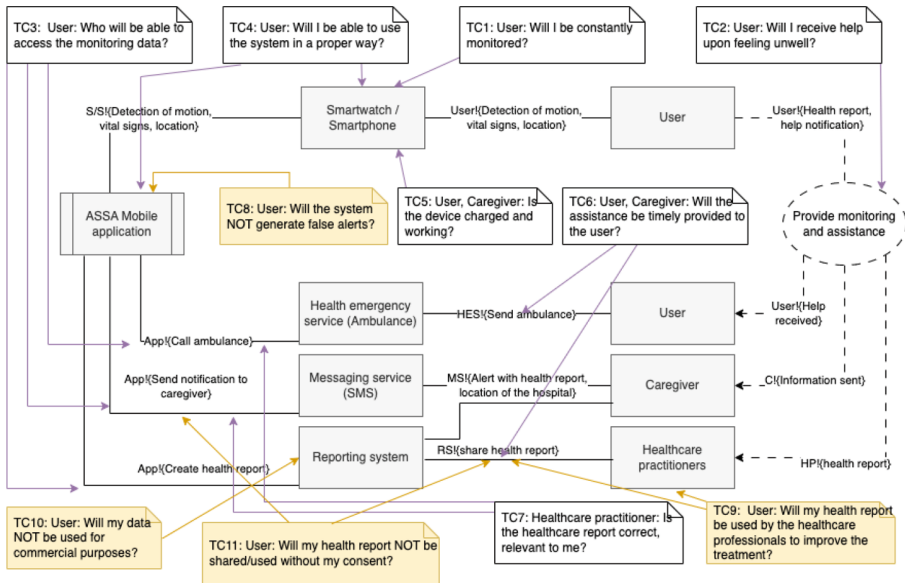 TC3:  User: Who will be able to
access the monitoring data?
TC4: User: Will I be able to use
the system in a proper way?
TC1: User: Will I be constantly
monitored?
TC2: User: Will I receive help
upon feeling unwell?
S/S!{Detection of motion,
vital signs, location}
Smartwatch /
Smartphone
User!{Detection of motion,
vital signs, location}
User
User!{Health report,
help notification}
ASSA Mobile
application
TC8: User: Will the system
NOT generate false alerts?
TC5: User, Caregiver: Is
the device charged and
working?
TC6: User, Caregiver: Will the
assistance be timely provided to
the user?
Provide monitoring
and assistance
Health emergency
service (Ambulance)
HES!{Send ambulance}
User
User!{Help
received}
App!{Call ambulance}
App!{Send notification to
caregiver}
Messaging service
(SMS)
MS!{Alert with health report,
location of the hospital}
Caregiver
C!{Information sent}
App!{Create health report}
Reporting system
RS!{share health report}
Healthcare
practitioners
HP!{health report}
TC10: User: Will my data
NOT be used for
commercial purposes?
TC11: User: Will my health report NOT be
shared/used without my consent?
TC7: Healthcare practitioner: Is
the healthcare report correct,
relevant to me?
TC9:  User: Will my health report
be used by the healthcare
professionals to improve the
treatment?